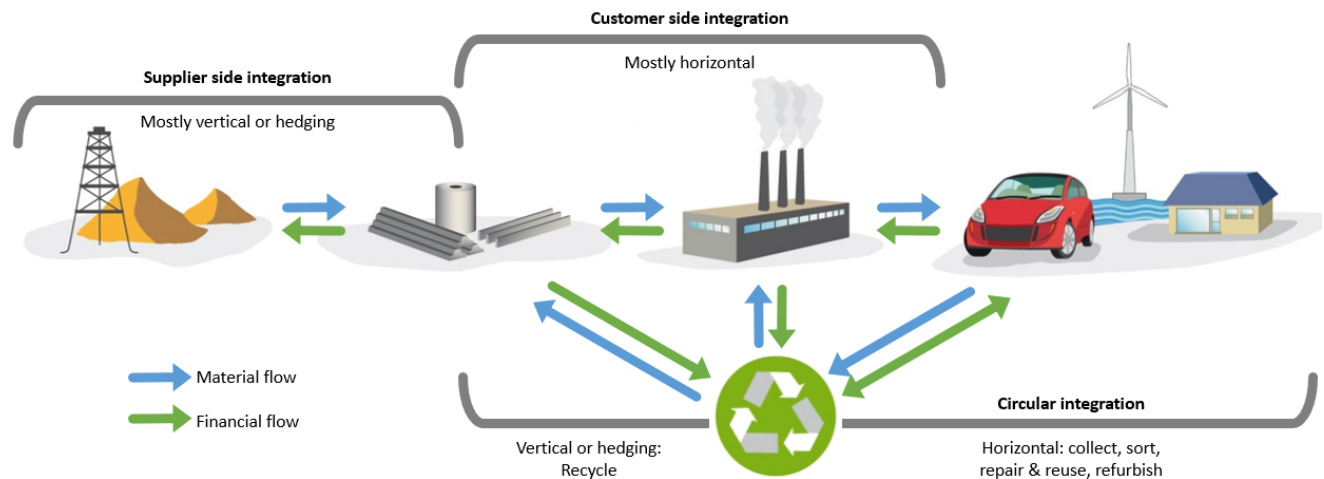 Customer side integration
Mostly horizontal
Supplier side integration
Mostly vertical or hedging
Material flow
Financial flow
Circular integration
Vertical or hedging:
Recycle
Horizontal: collect, sort,
repair & reuse, refurbish